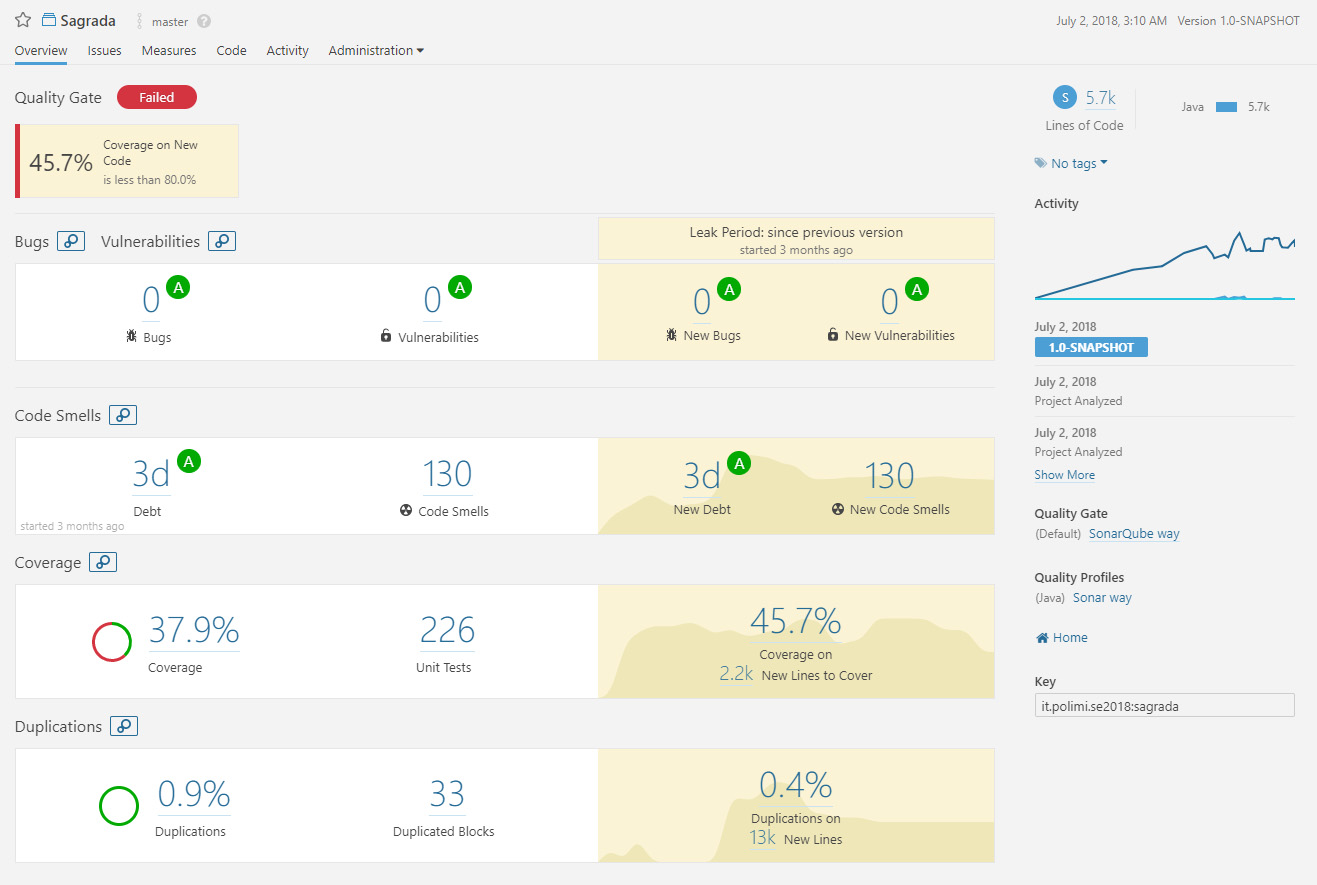 Sagrada master ?
July 2, 2018, 3:10 AM Version 1.0-SNAPSHOT
Overview Issues Measures Code Activity Administration
Quality Gate Failed
45.7% Coverage on New
Code
is less than 80.0%
Bugs Vulnerabilities
Leak Period: since previous version
started 3 months ago
0 A
Bugs
0 A
Vulnerabilities
0 A
New Bugs
0 A
New Vulnerabilities
Code Smells
3d A
Debt
started 3 months ago
130
Code Smells
3d A
New Debt
130
New Code Smells
Coverage
37.9%
Coverage
226
Unit Tests
45.7%
Coverage on
2.2k New Lines to Cover
Duplications
0.9%
Duplications
33
Duplicated Blocks
0.4%
Duplications on
13k New Lines
S 5.7k
Lines of Code
Java 5.7k
No tags
Activity
July 2, 2018
1.0-SNAPSHOT
July 2, 2018
Project Analyzed
July 2, 2018
Project Analyzed
Show More
Quality Gate
(Default) SonarQube way
Quality Profiles
(Java) Sonar way
Home
Key
it.polimi.se2018:sagrada